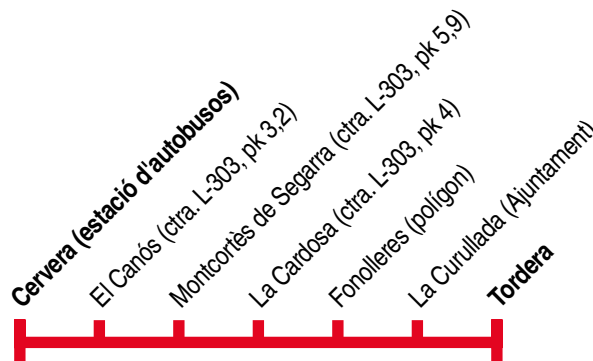 Cervera (estació d'autobusos)
El Canós (ctra. L-303, pk 3,2)
Montcortès de Segarra (ctra. L-303, pk 5,9)
La Cardosa (ctra. L-303, pk 4)
Fonolleres (polígon)
La Curullada (Ajuntament)
Tordera